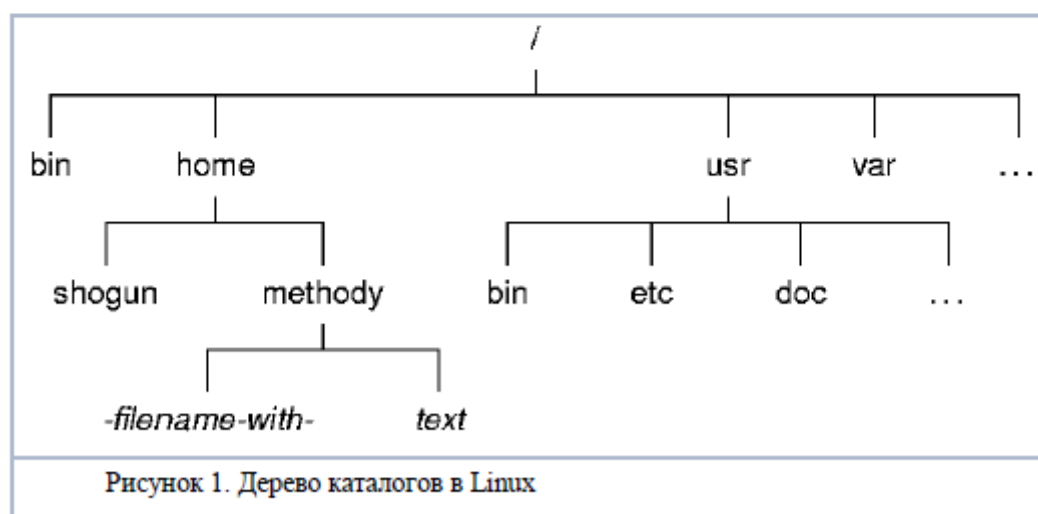 /
bin home usr var ...
shogun methody bin etc doc ...
-filename-with- text
Рисунок 1. Дерево каталогов в Linux